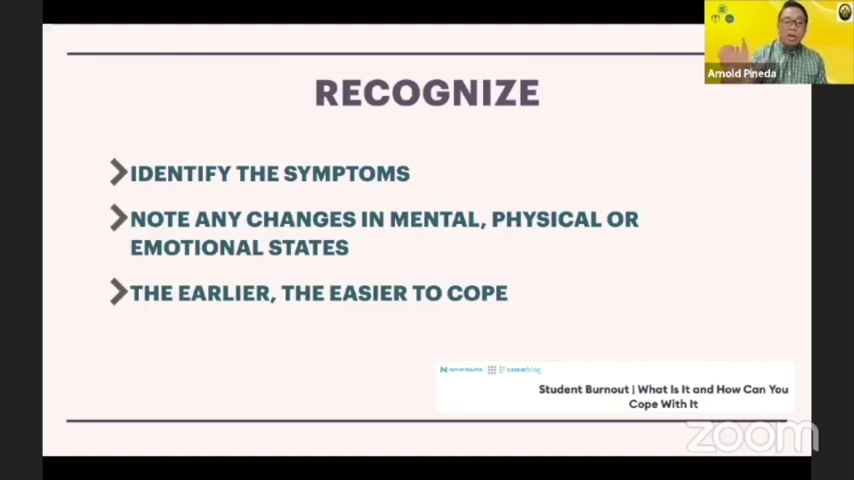 Arnold Pineda
RECOGNIZE
IDENTIFY THE SYMPTOMS
NOTE ANY CHANGES IN MENTAL, PHYSICAL OR
EMOTIONAL STATES
THE EARLIER, THE EASIER TO COPE
careerblog
Student Burnout | What Is It and How Can You
Cope With It
zoom